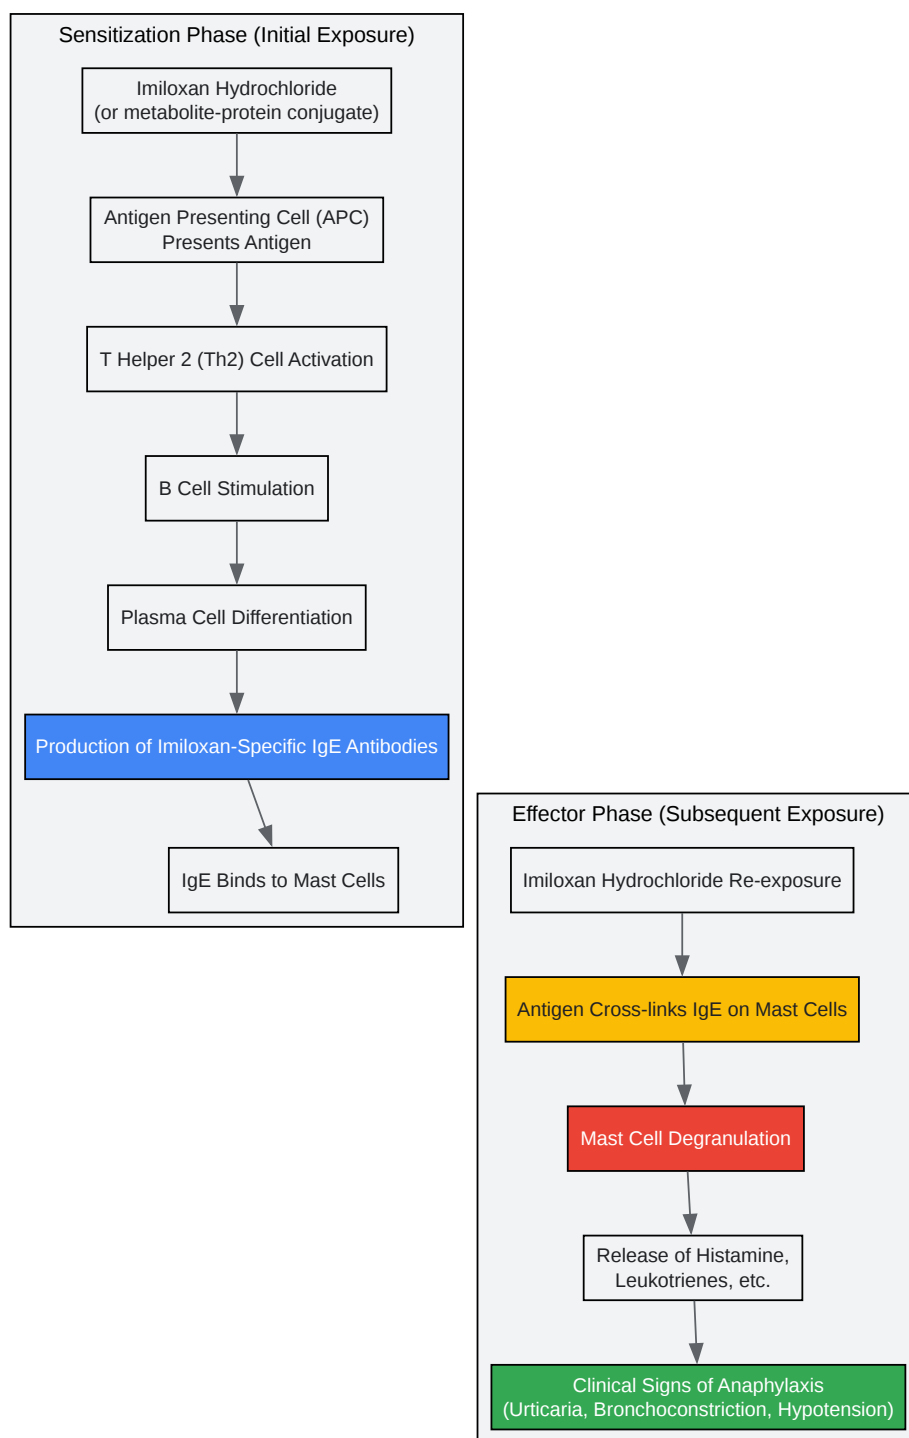 Sensitization Phase (Initial Exposure)
Imiloxan Hydrochloride
(or metabolite-protein conjugate)
Antigen Presenting Cell (APC)
Presents Antigen
T Helper 2 (Th2) Cell Activation
B Cell Stimulation
Plasma Cell Differentiation
Production of Imiloxan-Specific IgE Antibodies
IgE Binds to Mast Cells
Effector Phase (Subsequent Exposure)
Imiloxan Hydrochloride Re-exposure
Antigen Cross-links IgE on Mast Cells
Mast Cell Degranulation
Release of Histamine,
Leukotrienes, etc.
Clinical Signs of Anaphylaxis
(Urticaria, Bronchoconstriction, Hypotension)